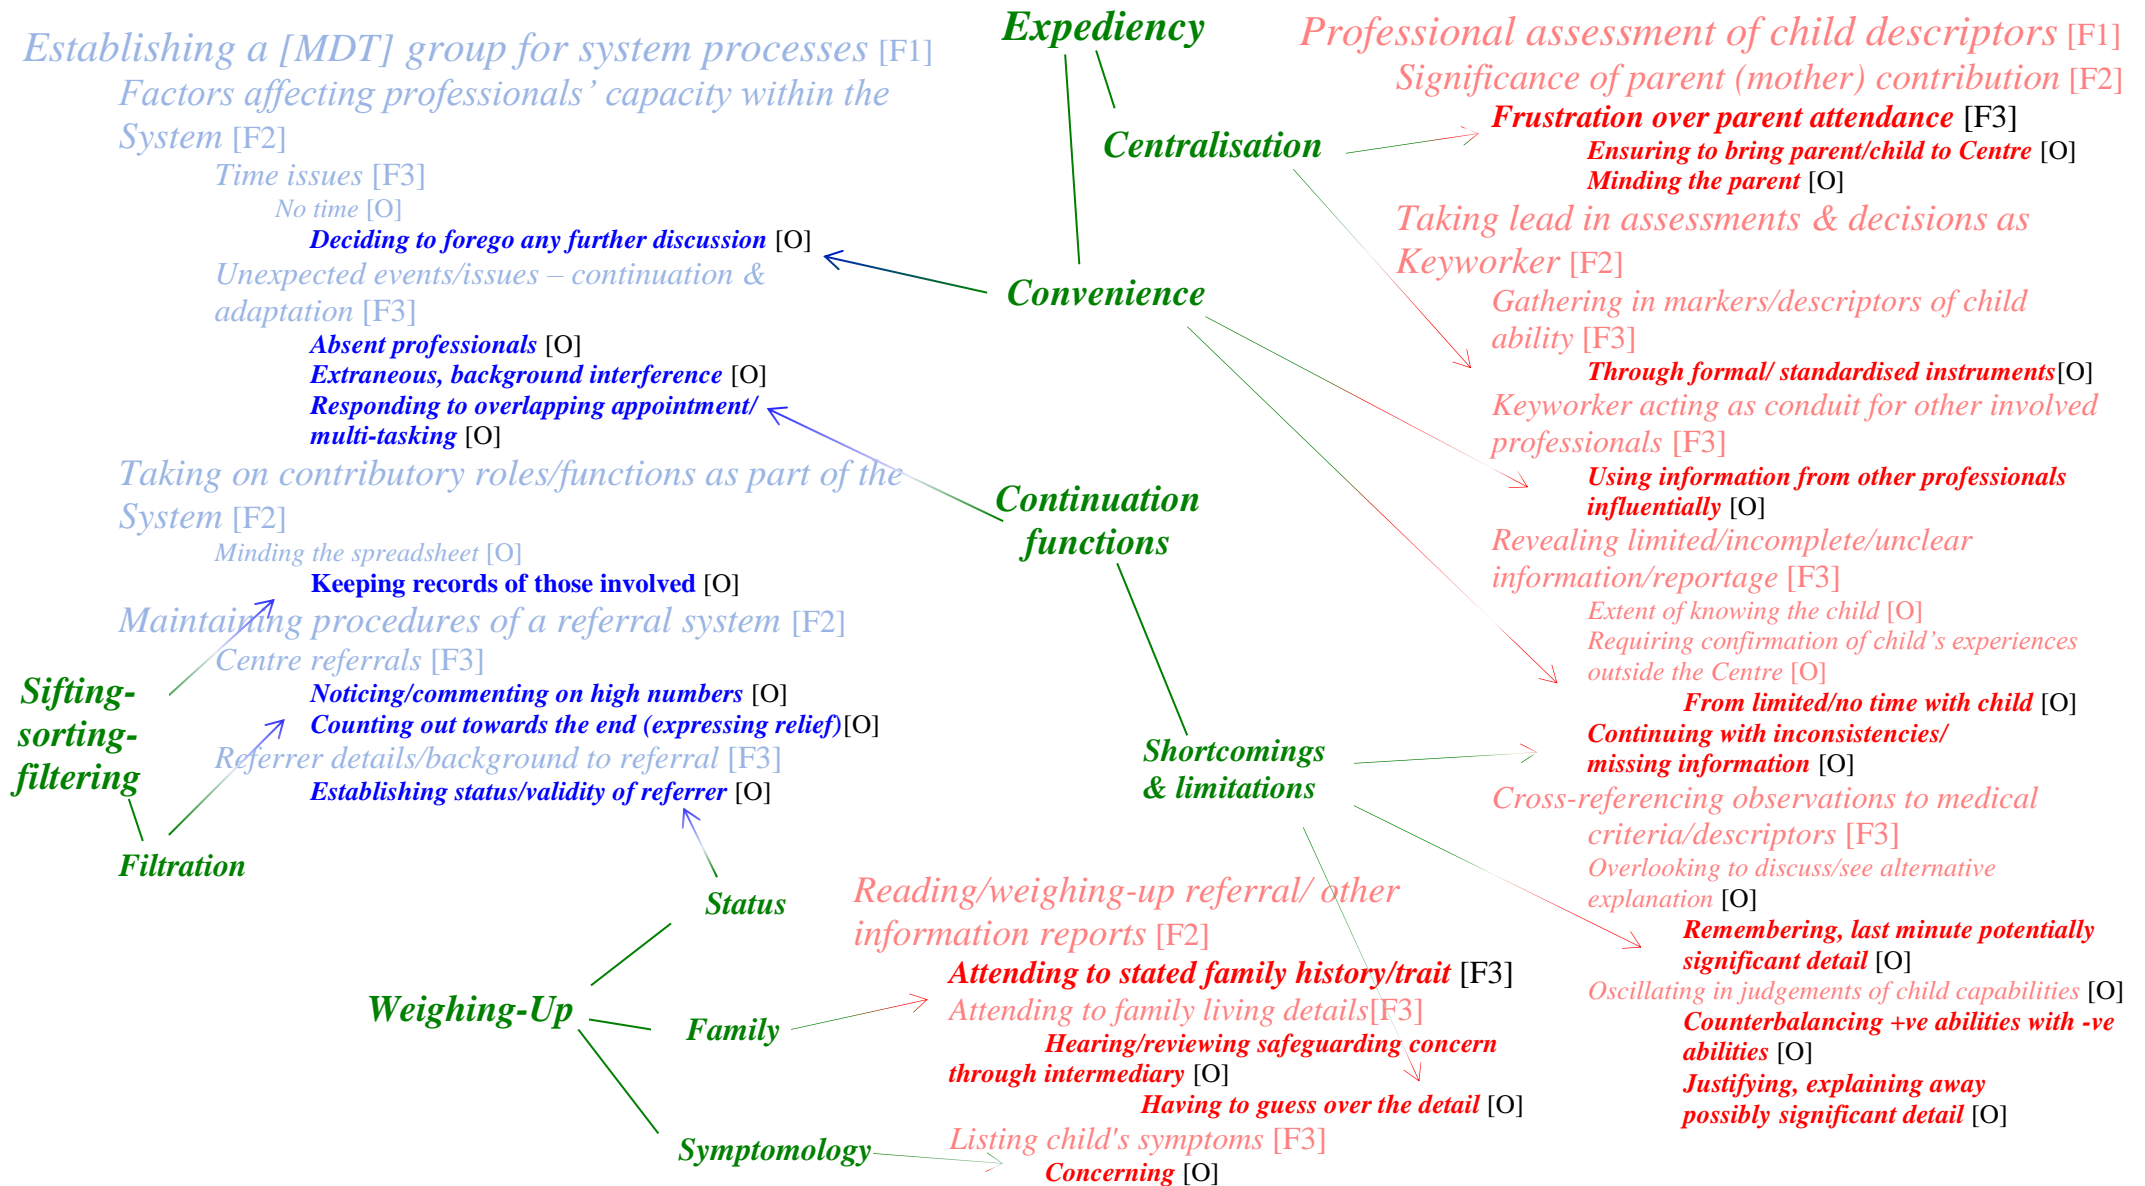 Establishing a [MDT] group for system processes [F1]
Factors affecting professionals’ capacity within the
System [F2]
Time issues [F3]
No time [O]
Deciding to forego any further discussion [O]
Unexpected events/issues – continuation &
adaptation [F3]
Absent professionals [O]
Extraneous, background interference [O]
Responding to overlapping appointment/
multi-tasking [O]
Taking on contributory roles/functions as part of the
System [F2]
Minding the spreadsheet [O]
Keeping records of those involved [O]
Maintaining procedures of a referral system [F2]
Centre referrals [F3]
Noticing/commenting on high numbers [O]
Counting out towards the end (expressing relief)[O]
Referrer details/background to referral [F3]
Establishing status/validity of referrer [O]
Sifting-
sorting-
filtering
Filtration
Expediency
Centralisation
Convenience
Continuation
functions
Shortcomings
& limitations
Weighing-Up
Status
Family
Symptomology
Reading/weighing-up referral/ other
information reports [F2]
Attending to stated family history/trait [F3]
Attending to family living details[F3]
Hearing/reviewing safeguarding concern
through intermediary [O]
Having to guess over the detail [O]
Listing child's symptoms [F3]
Concerning [O]
Professional assessment of child descriptors [F1]
Significance of parent (mother) contribution [F2]
Frustration over parent attendance [F3]
Ensuring to bring parent/child to Centre [O]
Minding the parent [O]
Taking lead in assessments & decisions as
Keyworker [F2]
Gathering in markers/descriptors of child
ability [F3]
Through formal/ standardised instruments[O]
Keyworker acting as conduit for other involved
professionals [F3]
Using information from other professionals
influentially [O]
Revealing limited/incomplete/unclear
information/reportage [F3]
Extent of knowing the child [O]
Requiring confirmation of child’s experiences
outside the Centre [O]
From limited/no time with child [O]
Continuing with inconsistencies/
missing information [O]
Cross-referencing observations to medical
criteria/descriptors [F3]
Overlooking to discuss/see alternative
explanation [O]
Remembering, last minute potentially
significant detail [O]
Oscillating in judgements of child capabilities [O]
Counterbalancing +ve abilities with -ve
abilities [O]
Justifying, explaining away
possibly significant detail [O]